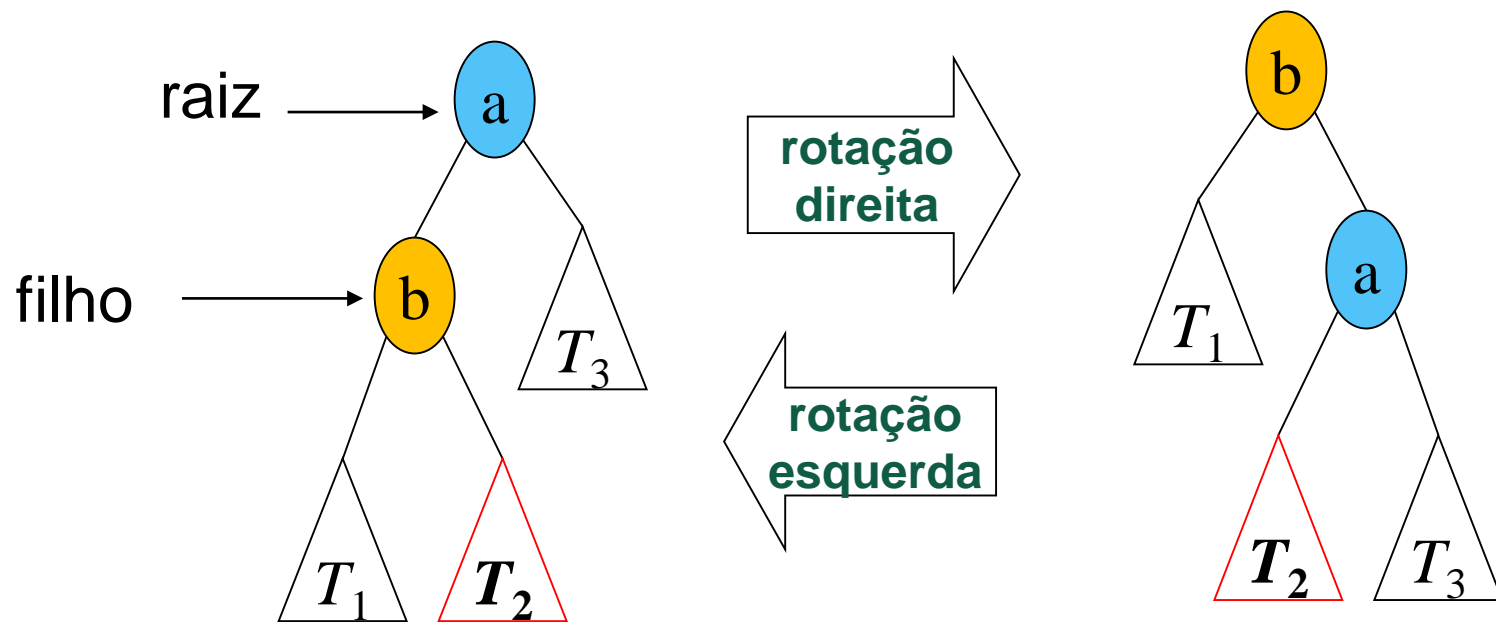 raiz
a
filho
b
T₃
T₁
T₂
rotação
direita
rotação
esquerda
b
T₁
a
T₂
T₃